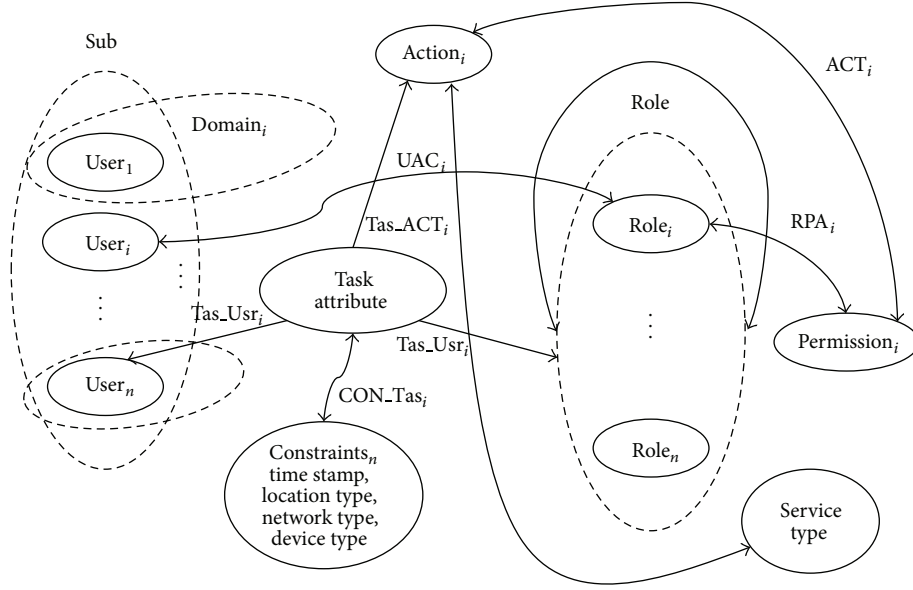 Sub
Action_i
ACT_i
Domain_i
Role
User_1
UAC_i
User_i
Tas_ACT_i
Role_i
RPA_i
⋮
Task
attribute
...
Tas_Usr_i
⋮
Tas_Usr_i
Permission_i
User_n
CON_Tas_i
Constraints_n
time stamp,
location type,
network type,
device type
Role_n
Service
type